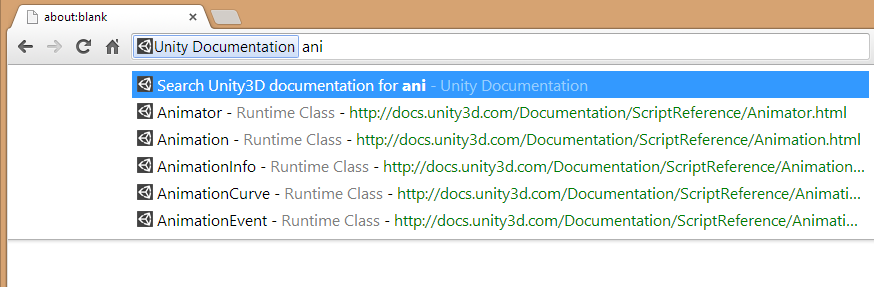 about:blank
Unity Documentation ani
Search Unity3D documentation for ani - Unity Documentation
Animator - Runtime Class - http://docs.unity3d.com/Documentation/ScriptReference/Animator.html
Animation - Runtime Class - http://docs.unity3d.com/Documentation/ScriptReference/Animation.html
AnimationInfo - Runtime Class - http://docs.unity3d.com/Documentation/ScriptReference/Animation...
AnimationCurve - Runtime Class - http://docs.unity3d.com/Documentation/ScriptReference/Animati...
AnimationEvent - Runtime Class - http://docs.unity3d.com/Documentation/ScriptReference/Animati...